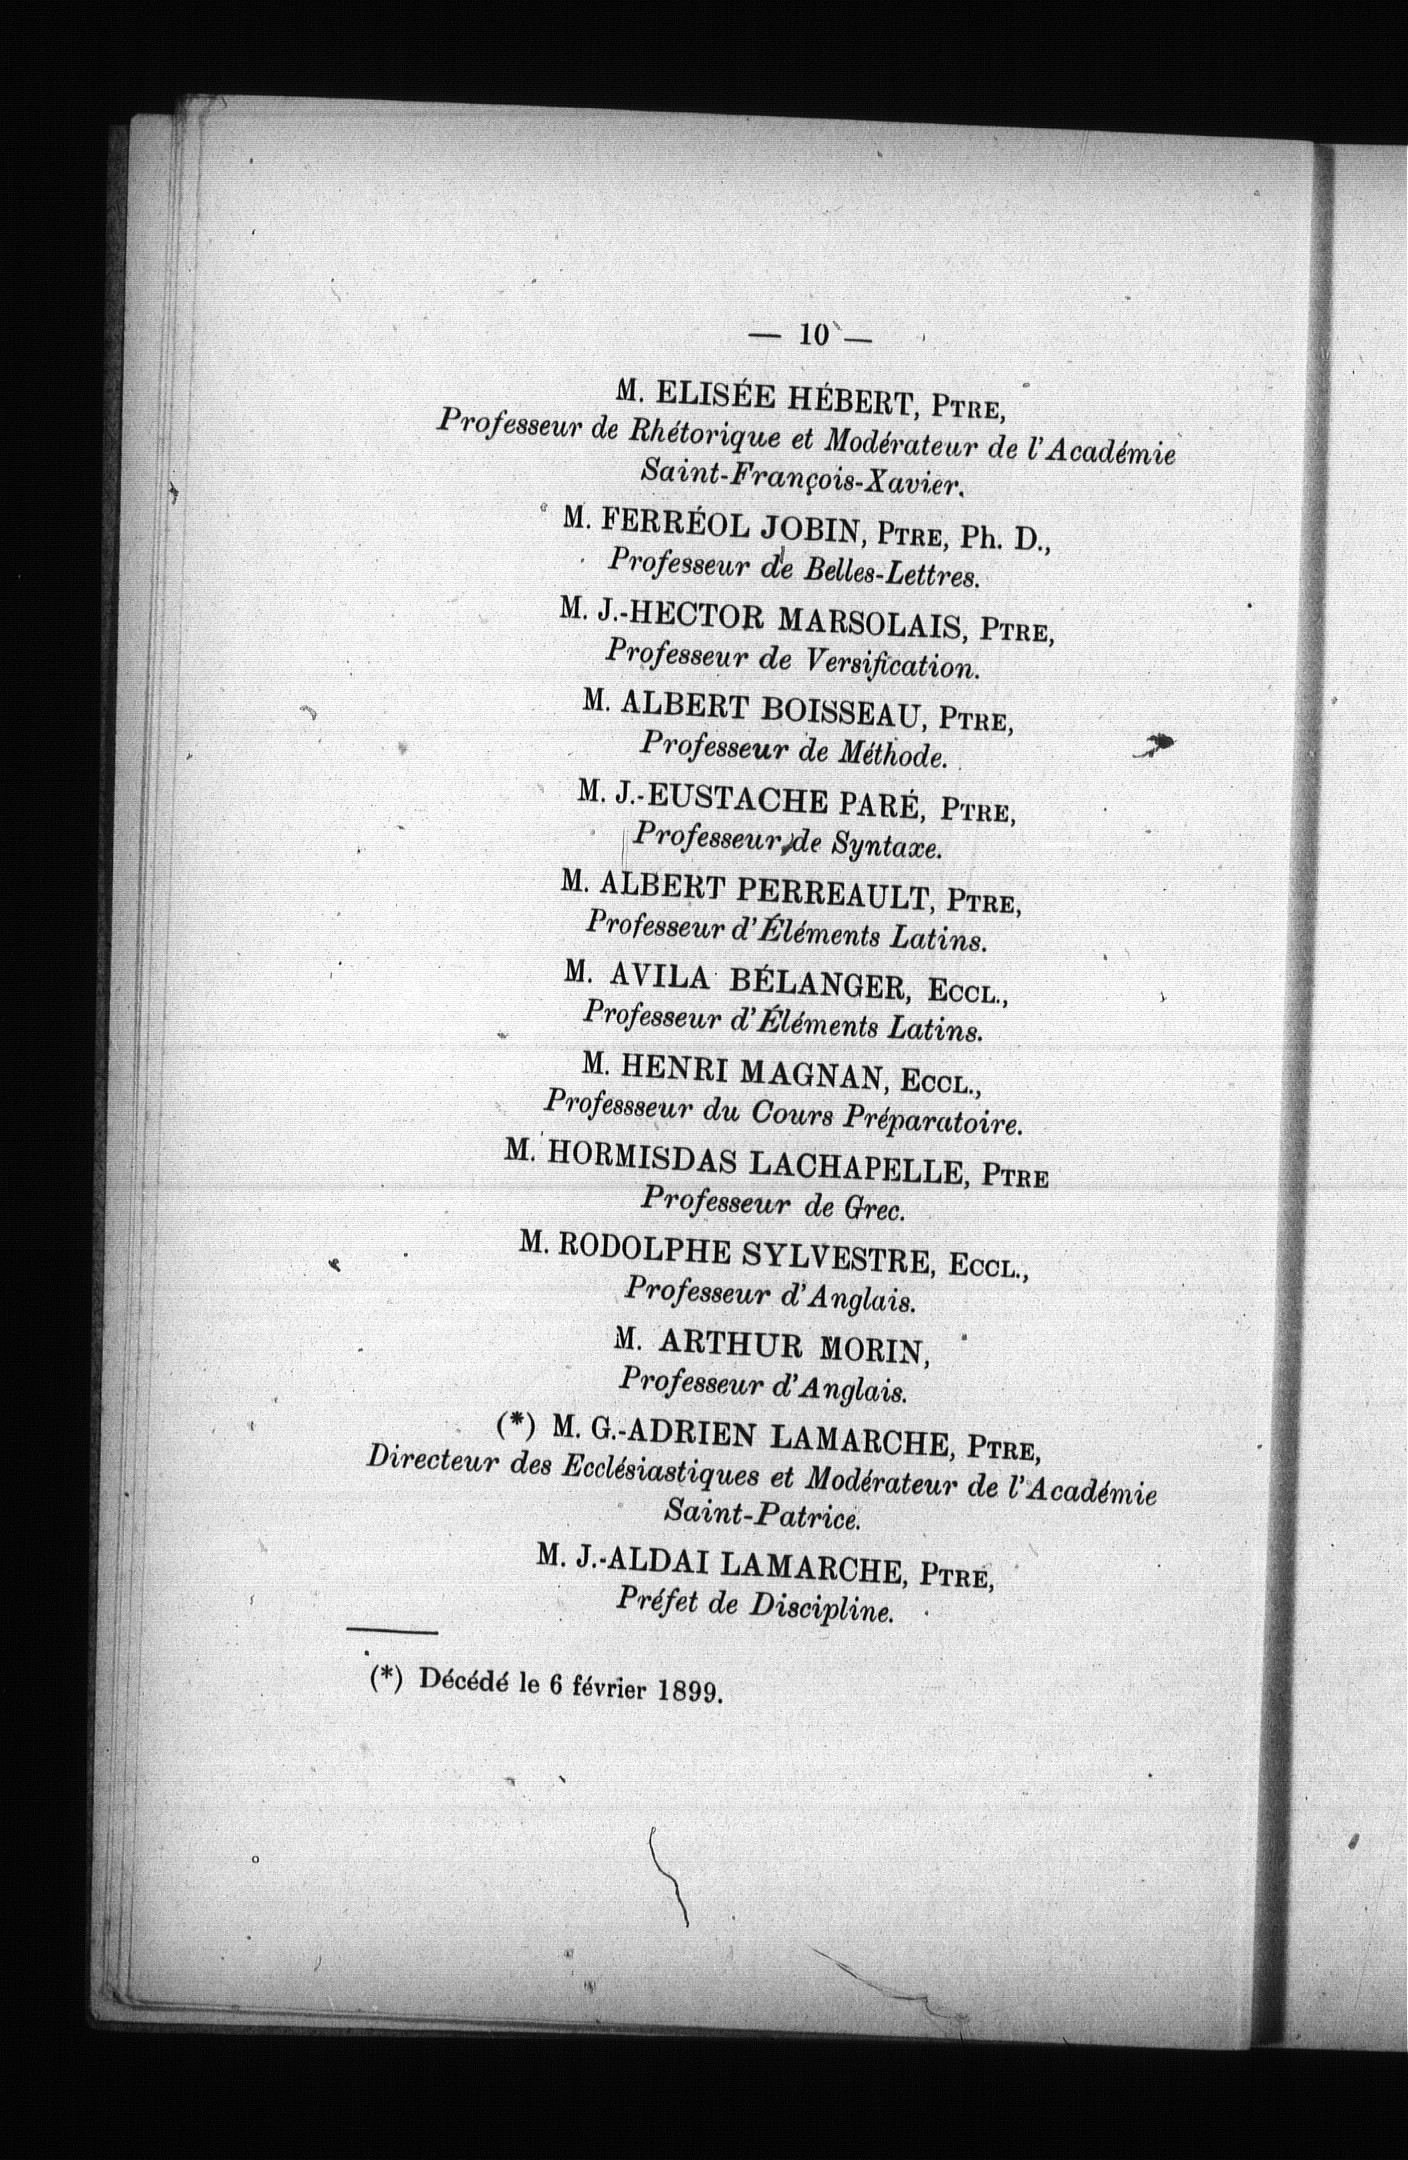 — 10 —
M. ELISÉE HÉBERT, PTRE,
Professeur de Rhétorique et Modérateur de l'Académie
Saint-François-Xavier.
M. FERRÉOL JOBIN, PTRE, Ph. D.,
Professeur de Belles-Lettres.
M. J.-HECTOR MARSOLAIS, PTRE,
Professeur de Versification.
M. ALBERT BOISSEAU, PTRE,
Professeur de Méthode.
M. J.-EUSTACHE PARÉ, PTRE,
Professeur de Syntaxe.
M. ALBERT PERREAULT, PTRE,
Professeur d'Éléments Latins.
M. AVILA BÉLANGER, ECCL.,
Professeur d'Éléments Latins.
M. HENRI MAGNAN, ECCL.,
Professseur du Cours Préparatoire.
M. HORMISDAS LACHAPELLE, PTRE
Professeur de Grec.
M. RODOLPHE SYLVESTRE, ECCL.,
Professeur d'Anglais.
M. ARTHUR MORIN,
Professeur d'Anglais.
(*) M. G.-ADRIEN LAMARCHE, PTRE,
Directeur des Ecclésiastiques et Modérateur de l'Académie
Saint-Patrice.
M. J.-ALDAI LAMARCHE, PTRE,
Préfet de Discipline.
(*) Décédé le 6 février 1899.